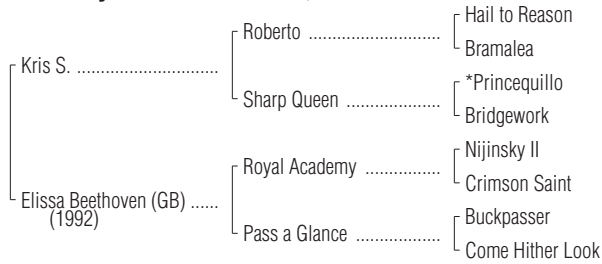 Hail to Reason
Roberto ........................
Bramalea
Kris S. ..............................
*Princequillo
Sharp Queen ....................
Bridgework
Nijinsky II
Royal Academy ................
Crimson Saint
Elissa Beethoven (GB) ......
(1992)
Buckpasser
Pass a Glance ..................
Come Hither Look